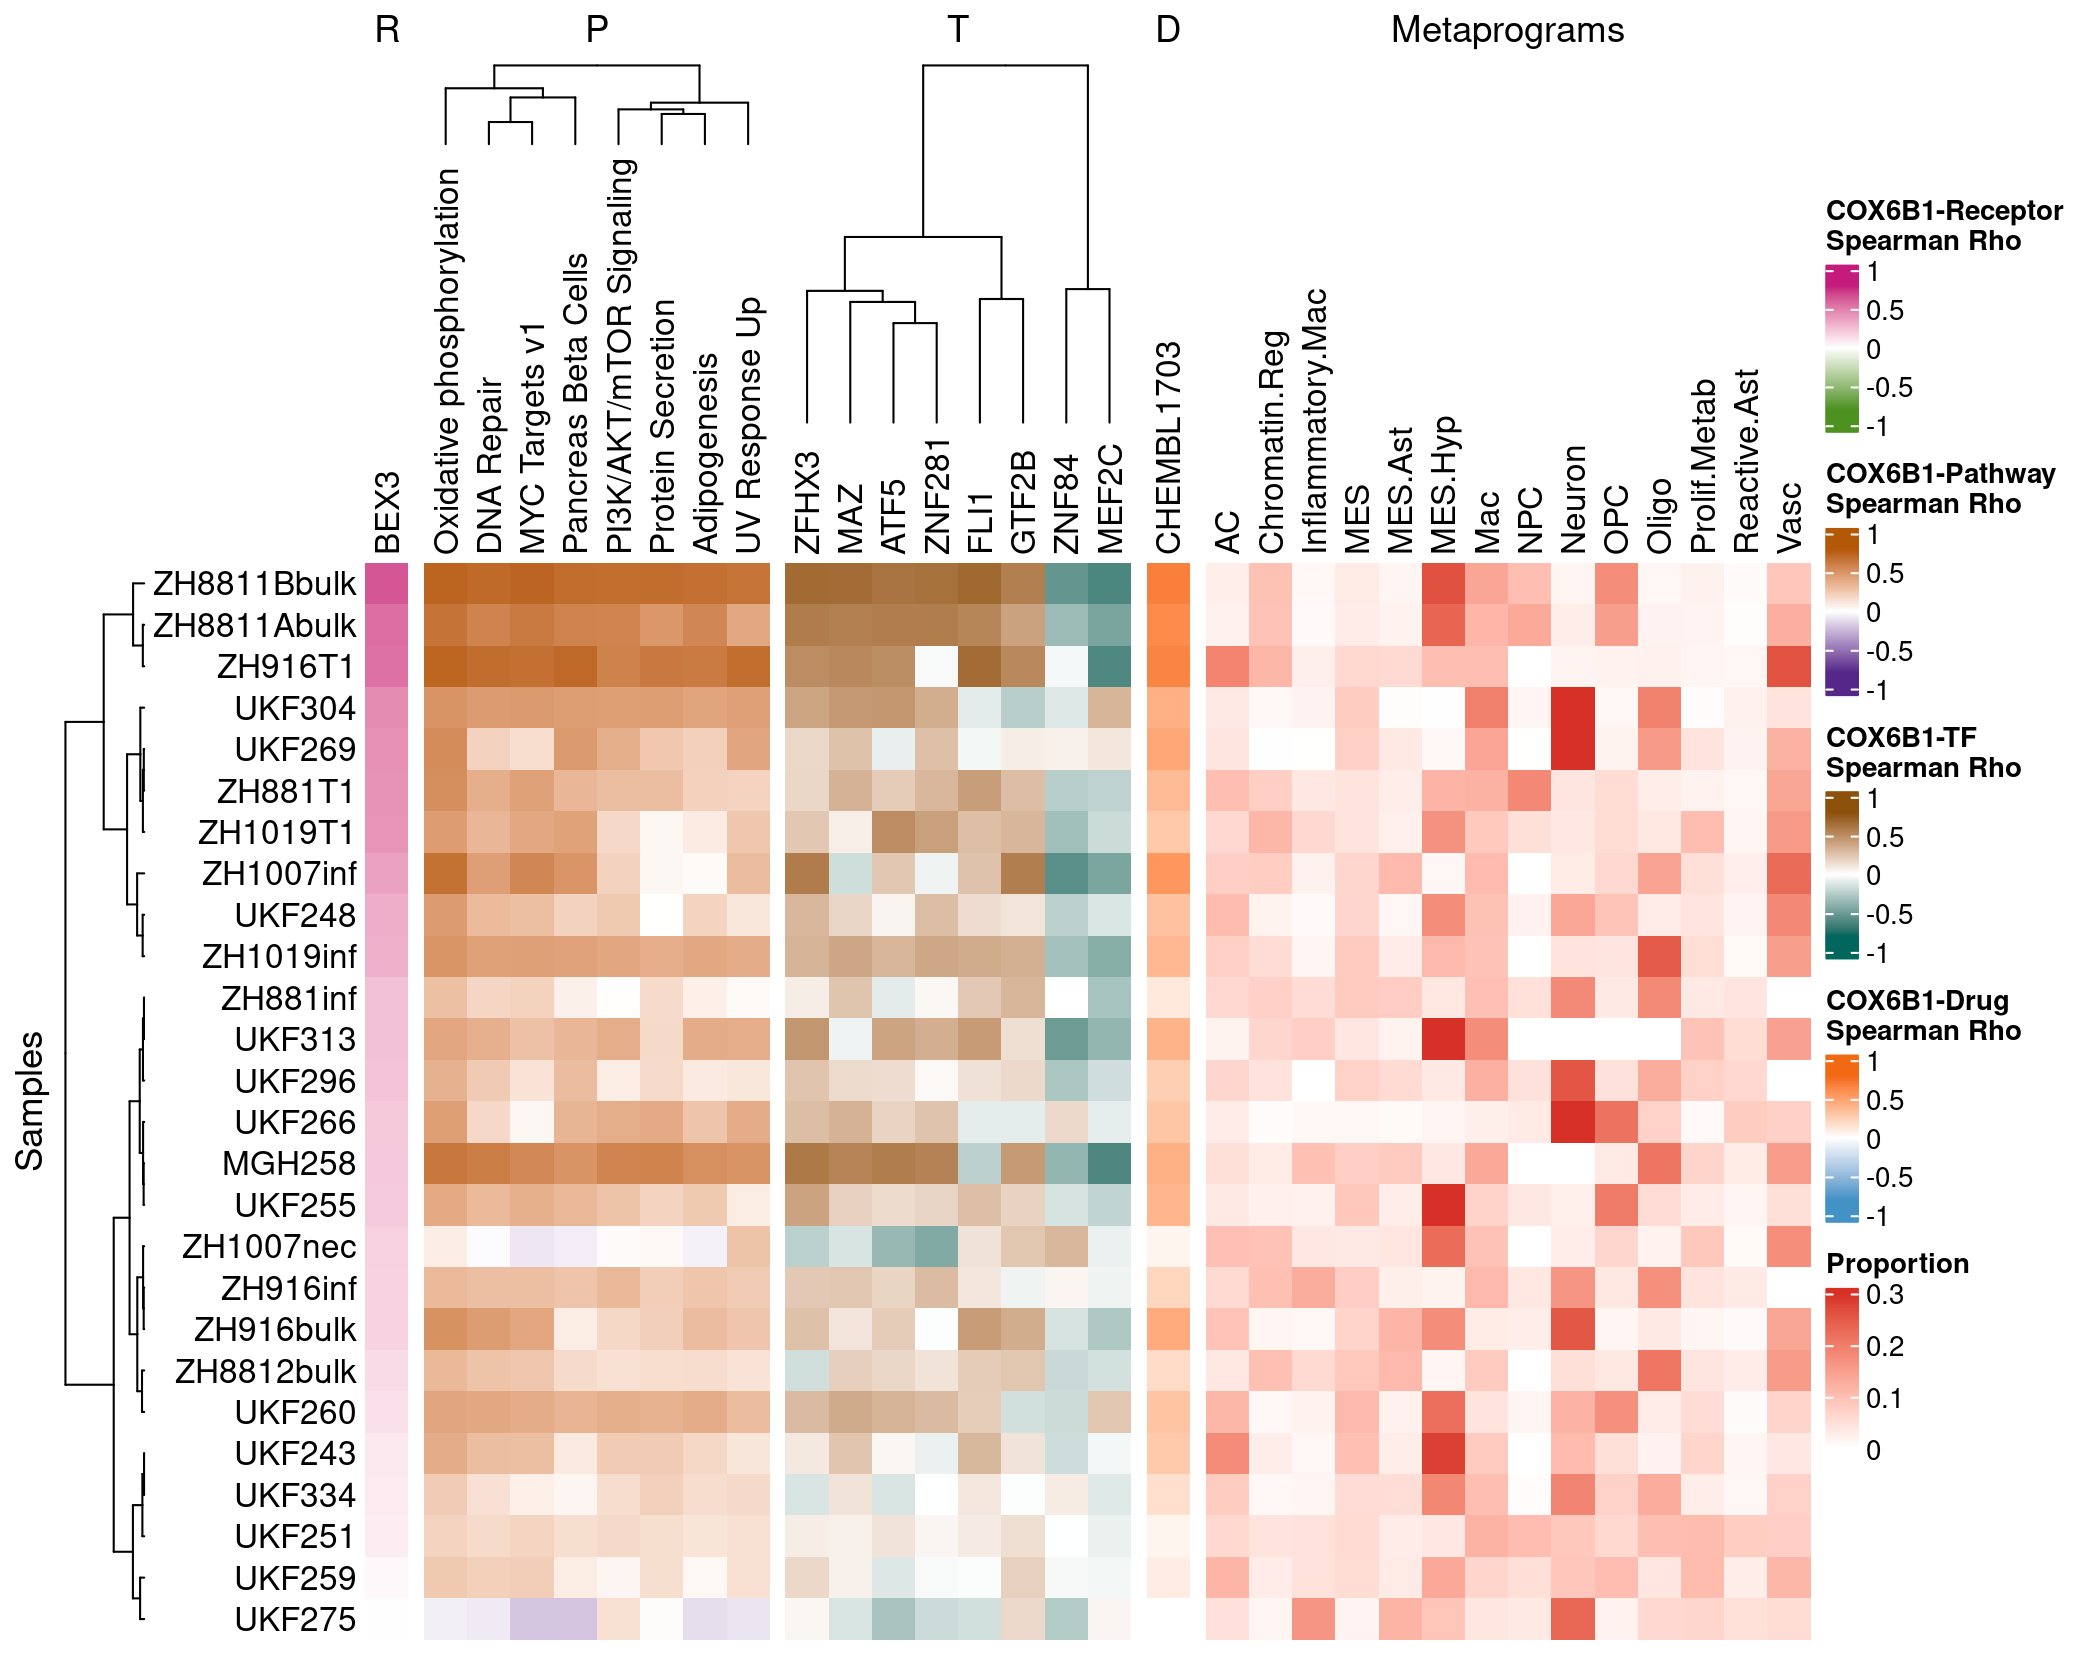 R P T D Metaprograms
BEX3
Oxidative phosphorylation
DNA Repair
MYC Targets v1
Pancreas Beta Cells
PI3K/AKT/mTOR Signaling
Protein Secretion
Adipogenesis
UV Response Up
ZFHX3
MAZ
ATF5
ZNF281
FLI1
GTF2B
ZNF84
MEF2C
CHEMBL1703
AC
Chromatin.Reg
Inflammatory.Mac
MES
MES.Ast
MES.Hyp
Mac
NPC
Neuron
OPC
Oligo
Prolif.Metab
Reactive.Ast
Vasc
Samples
ZH8811Bbulk
ZH8811Abulk
ZH916T1
UKF304
UKF269
ZH881T1
ZH1019T1
ZH1007inf
UKF248
ZH1019inf
ZH881inf
UKF313
UKF296
UKF266
MGH258
UKF255
ZH1007nec
ZH916inf
ZH916bulk
ZH8812bulk
UKF260
UKF243
UKF334
UKF251
UKF259
UKF275
COX6B1-Receptor
Spearman Rho
1
0.5
0
-0.5
-1
COX6B1-Pathway
Spearman Rho
1
0.5
0
-0.5
-1
COX6B1-TF
Spearman Rho
1
0.5
0
-0.5
-1
COX6B1-Drug
Spearman Rho
1
0.5
0
-0.5
-1
Proportion
0.3
0.2
0.1
0